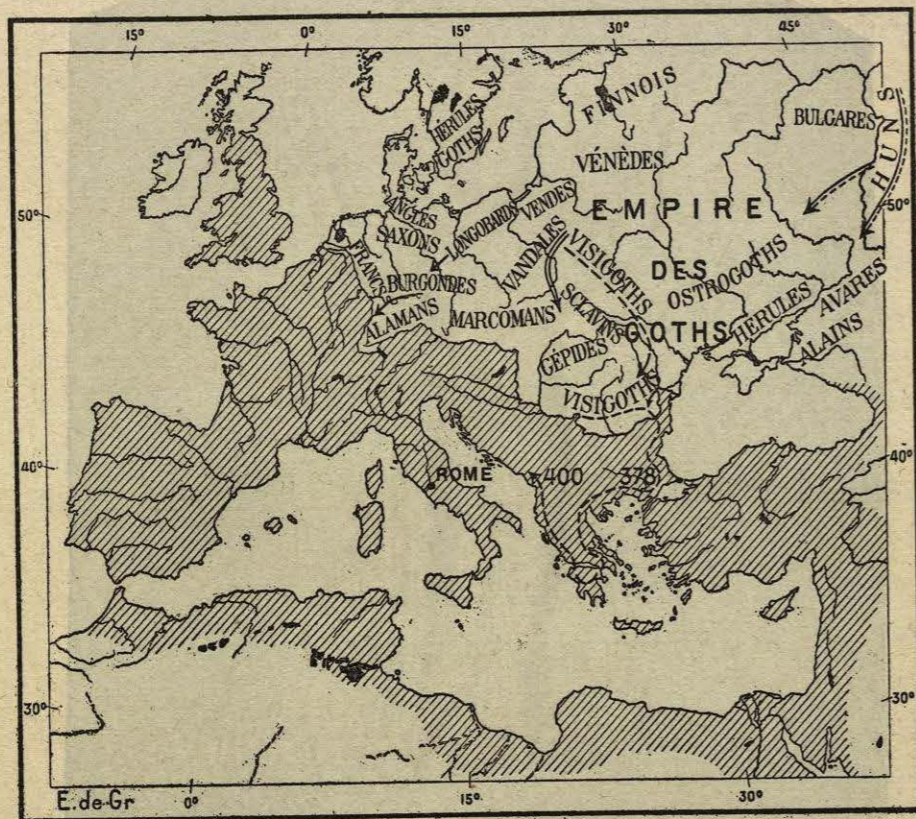 15° 0° 15° 30° 45°
FINNOIS
HÉRULES
GOTHS
BULGARES
HUNS
VÉNÈDES
50° 50°
EMPIRE
ANGLES
SAXONS
LONGOBARDS
VENDES
VANDALES
VISIGOTHS
DES
OSTROGOTHS
FRANCS
BURGONDES
ALAMANS
MARCOMANS
SCLAVINS
GOTHS
HÉRULES
AVARES
ALAINS
GÉPIDES
VISIGOTHS
40° ROME 400 378 40°
30° 30°
E.de-Gr 0° 15° 30°